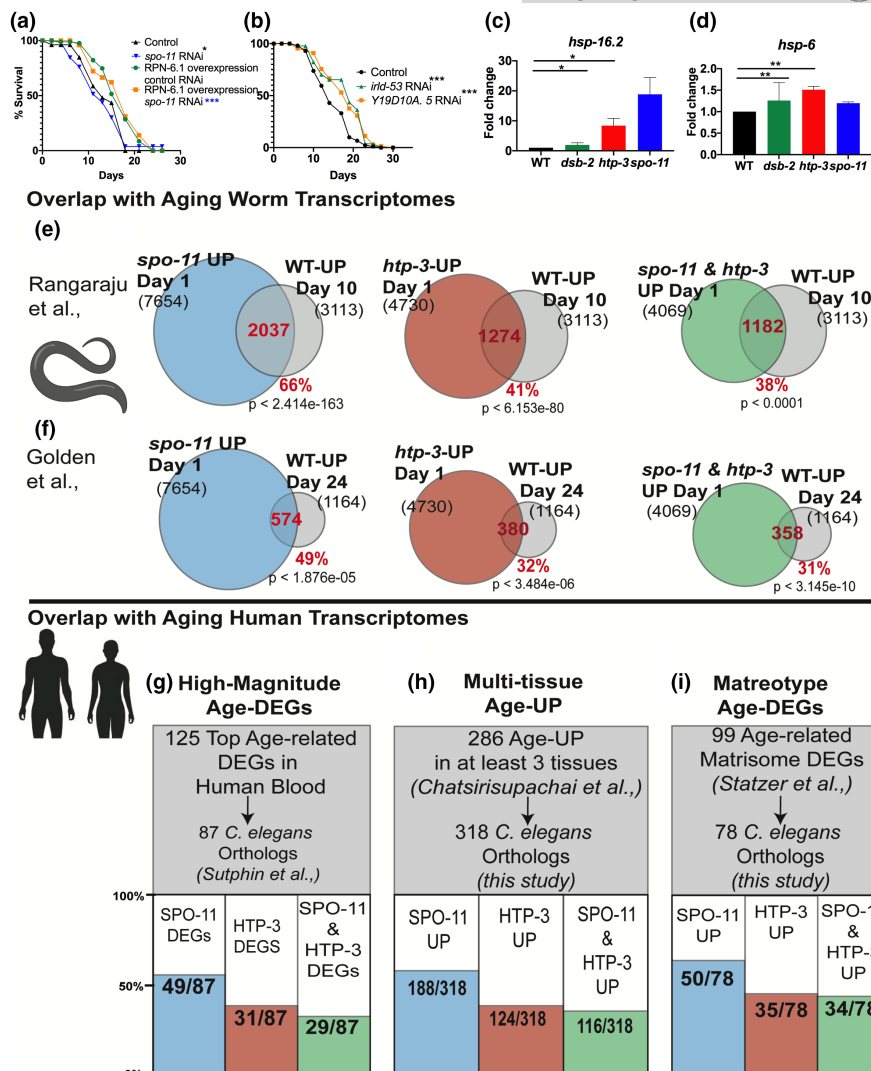 (a)
100
50
0
% Survival
0 10 20 30
Days
Control
spo-11 RNAi*
RPN-6.1 overexpression
control RNAi
RPN-6.1 overexpression
spo-11 RNAi***
(b)
100
50
0
0 10 20 30
Days
Control
irld-53 RNAi***
Y19D10A. 5 RNAi***
(c)
hsp-16.2
Fold change
30
20
10
0
*
*
WT dsb-2 htp-3 spo-11
(d)
hsp-6
Fold change
2.0
1.5
1.0
0.5
0.0
**
**
WT dsb-2 htp-3 spo-11
Overlap with Aging Worm Transcriptomes
(e)
Rangaraju
et al.,
spo-11 UP
Day 1
(7654)
WT-UP
Day 10
(3113)
2037
66%
p < 2.414e-163
htp-3-UP
Day 1
(4730)
WT-UP
Day 10
(3113)
1274
41%
p < 6.153e-80
spo-11 & htp-3
UP Day 1
(4069)
WT-UP
Day 10
(3113)
1182
38%
p < 0.0001
(f)
Golden
et al.,
spo-11 UP
Day 1
(7654)
WT-UP
Day 24
(1164)
574
49%
p < 1.876e-05
htp-3-UP
Day 1
(4730)
WT-UP
Day 24
(1164)
380
32%
p < 3.484e-06
spo-11 & htp-3
UP Day 1
(4069)
WT-UP
Day 24
(1164)
358
31%
p < 3.145e-10
Overlap with Aging Human Transcriptomes
(g) High-Magnitude
Age-DEGs
125 Top Age-related
DEGs in
Human Blood
87 C. elegans
Orthologs
(Sutphin et al.,)
100%
50%
SPO-11
DEGs
49/87
HTP-3
DEGS
31/87
SPO-11
&
HTP-3
DEGs
29/87
(h) Multi-tissue
Age-UP
286 Age-UP
in at least 3 tissues
(Chatsirisupachai et al.,)
318 C. elegans
Orthologs
(this study)
SPO-11
UP
188/318
HTP-3
UP
124/318
SPO-11
&
HTP-3
UP
116/318
(i) Matreotype
Age-DEGs
99 Age-related
Matrisome DEGs
(Statzer et al.,)
78 C. elegans
Orthologs
(this study)
SPO-11
UP
50/78
HTP-3
UP
35/78
&
UP
34/78